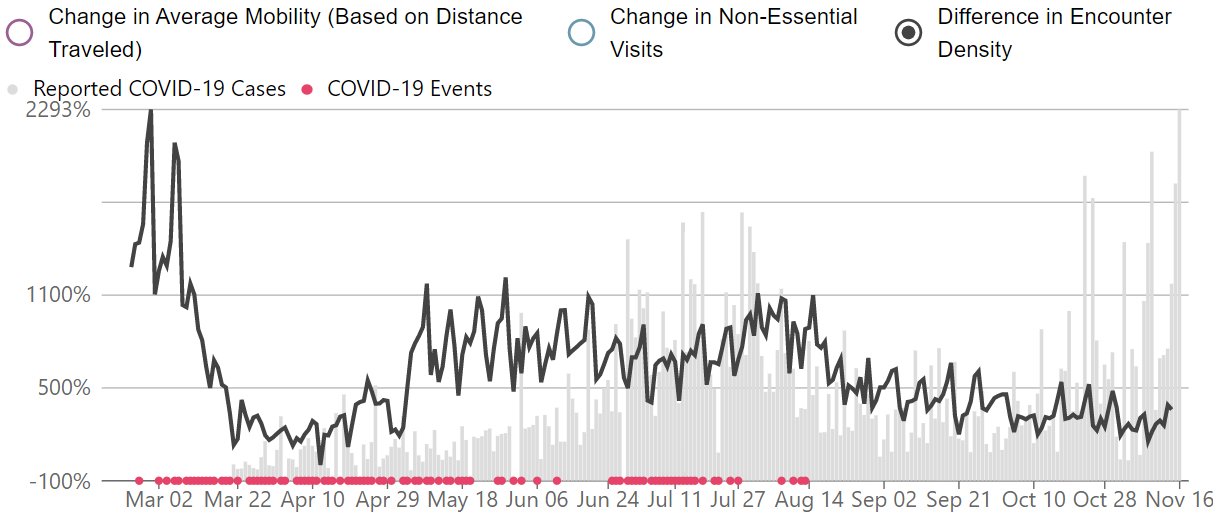 Change in Average Mobility (Based on Distance
Traveled)
Change in Non-Essential
Visits
Difference in Encounter
Density
Reported COVID-19 Cases
COVID-19 Events
2293%
1100%
500%
-100%
Mar 02 Mar 22 Apr 10 Apr 29 May 18 Jun 06 Jun 24 Jul 11 Jul 27 Aug 14 Sep 02 Sep 21 Oct 10 Oct 28 Nov 16